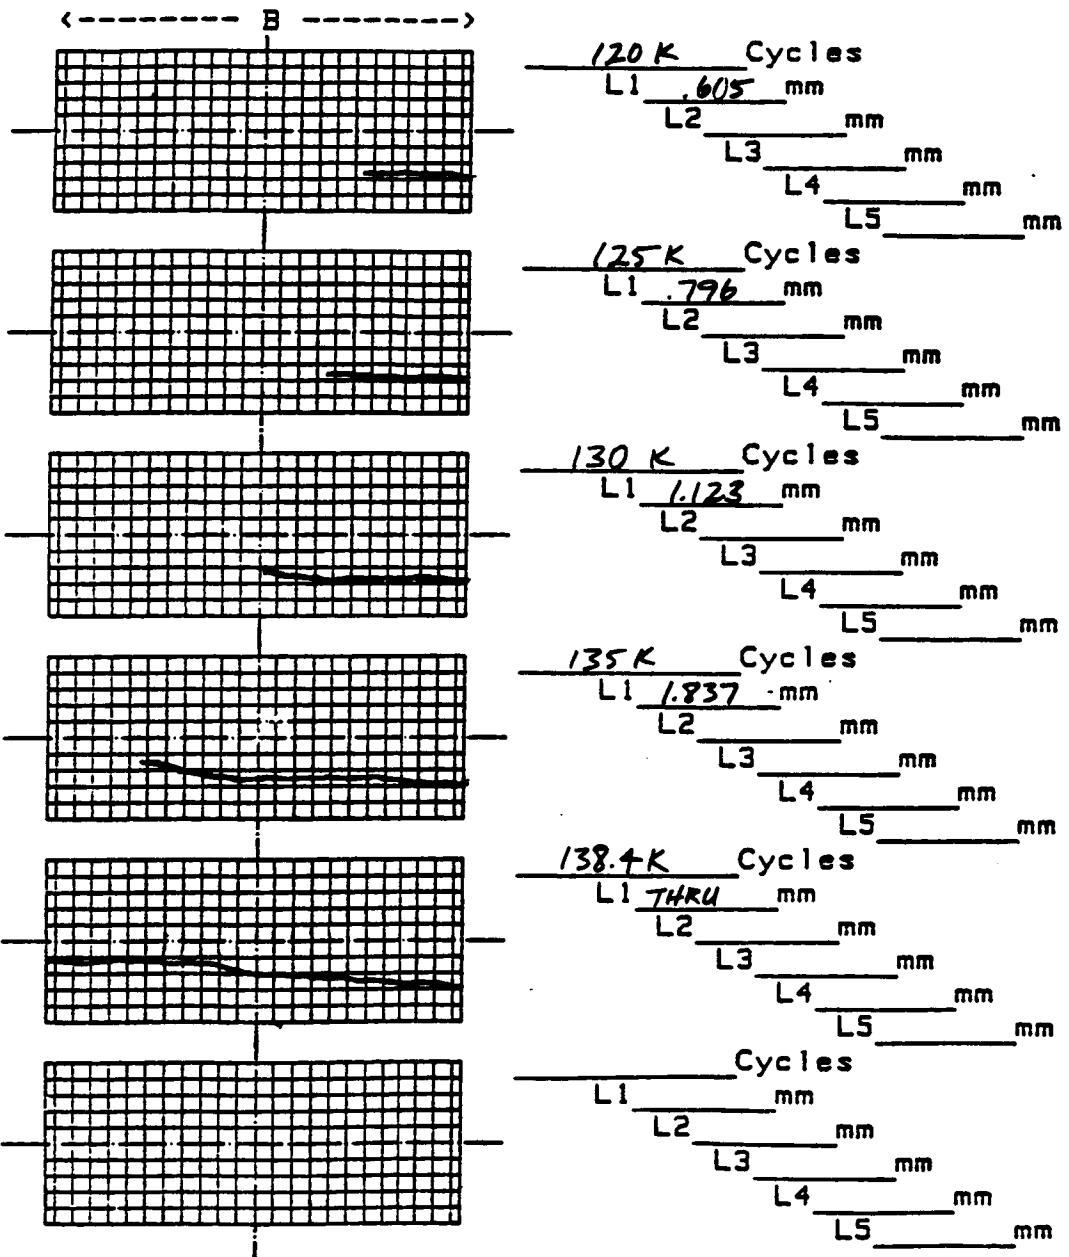 <--------- B --------->
120 K Cycles
L1 .605 mm
L2 mm
L3 mm
L4 mm
L5 mm
125 K Cycles
L1 .796 mm
L2 mm
L3 mm
L4 mm
L5 mm
130 K Cycles
L1 1.123 mm
L2 mm
L3 mm
L4 mm
L5 mm
135 K Cycles
L1 1.837 mm
L2 mm
L3 mm
L4 mm
L5 mm
138.4 K Cycles
L1 THRU mm
L2 mm
L3 mm
L4 mm
L5 mm
Cycles
L1 mm
L2 mm
L3 mm
L4 mm
L5 mm